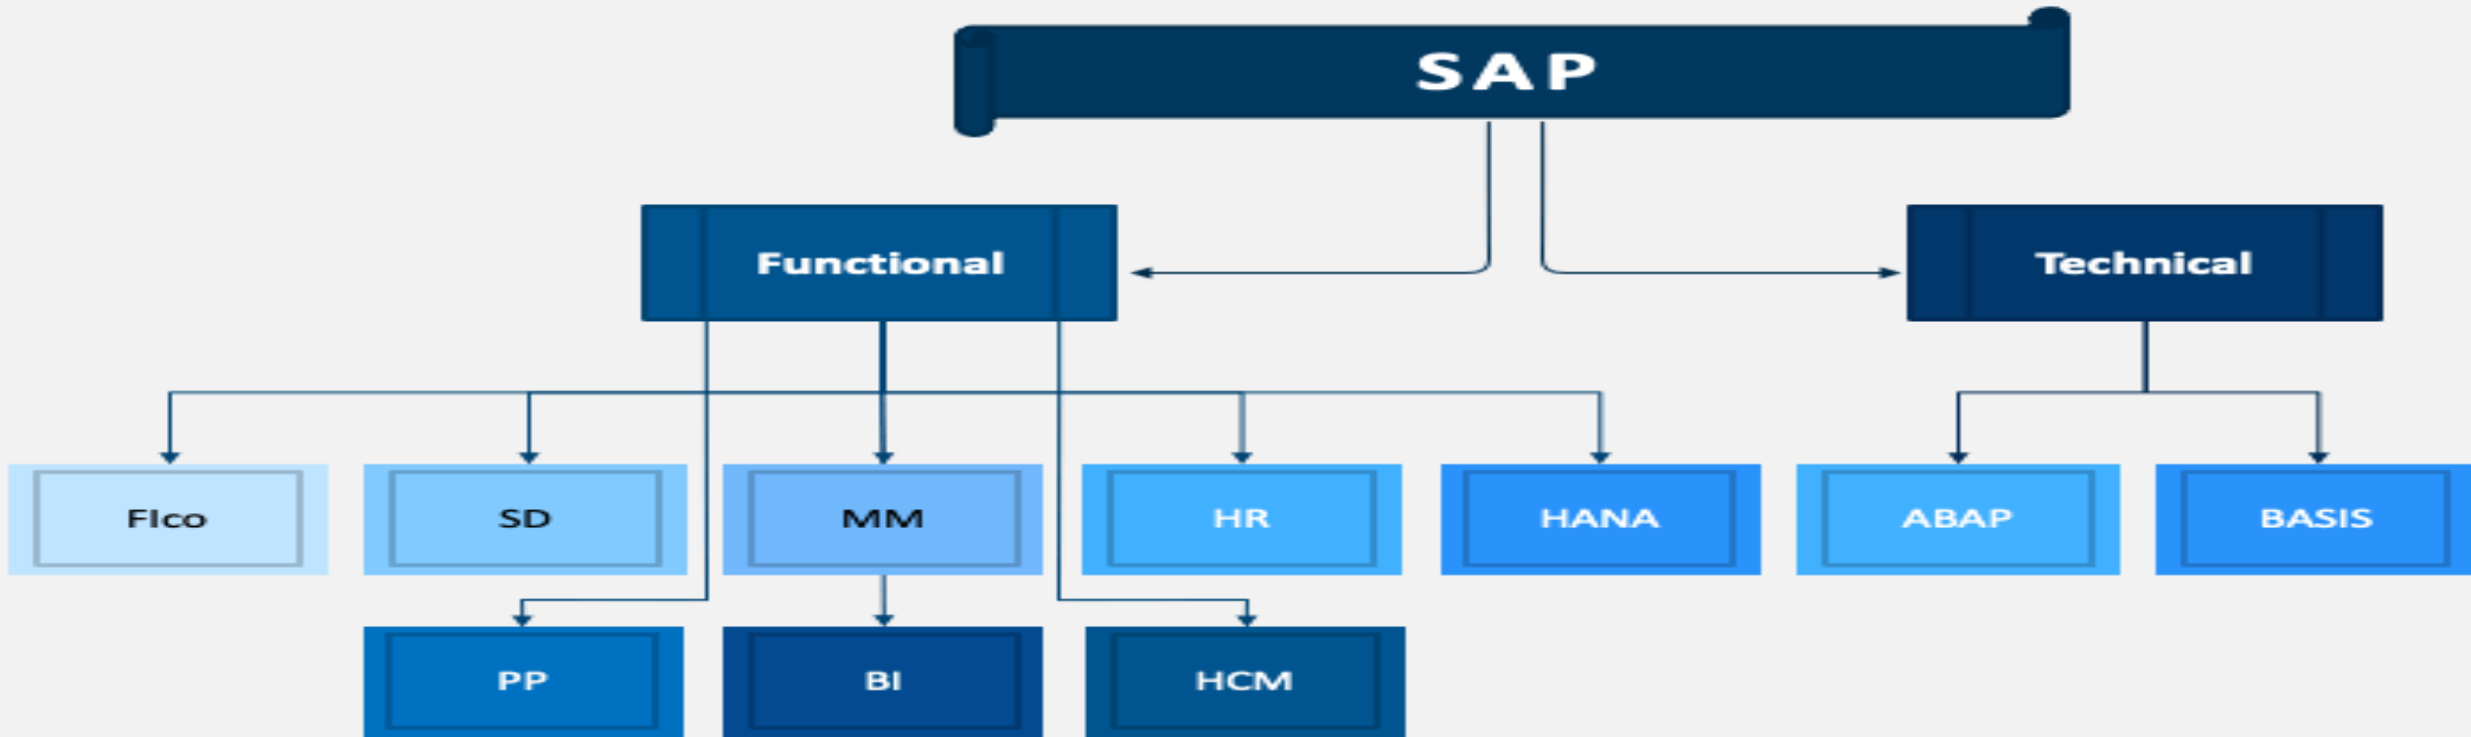 SAP
Functional
Technical
FIco
SD
MM
HR
HANA
ABAP
BASIS
PP
BI
HCM